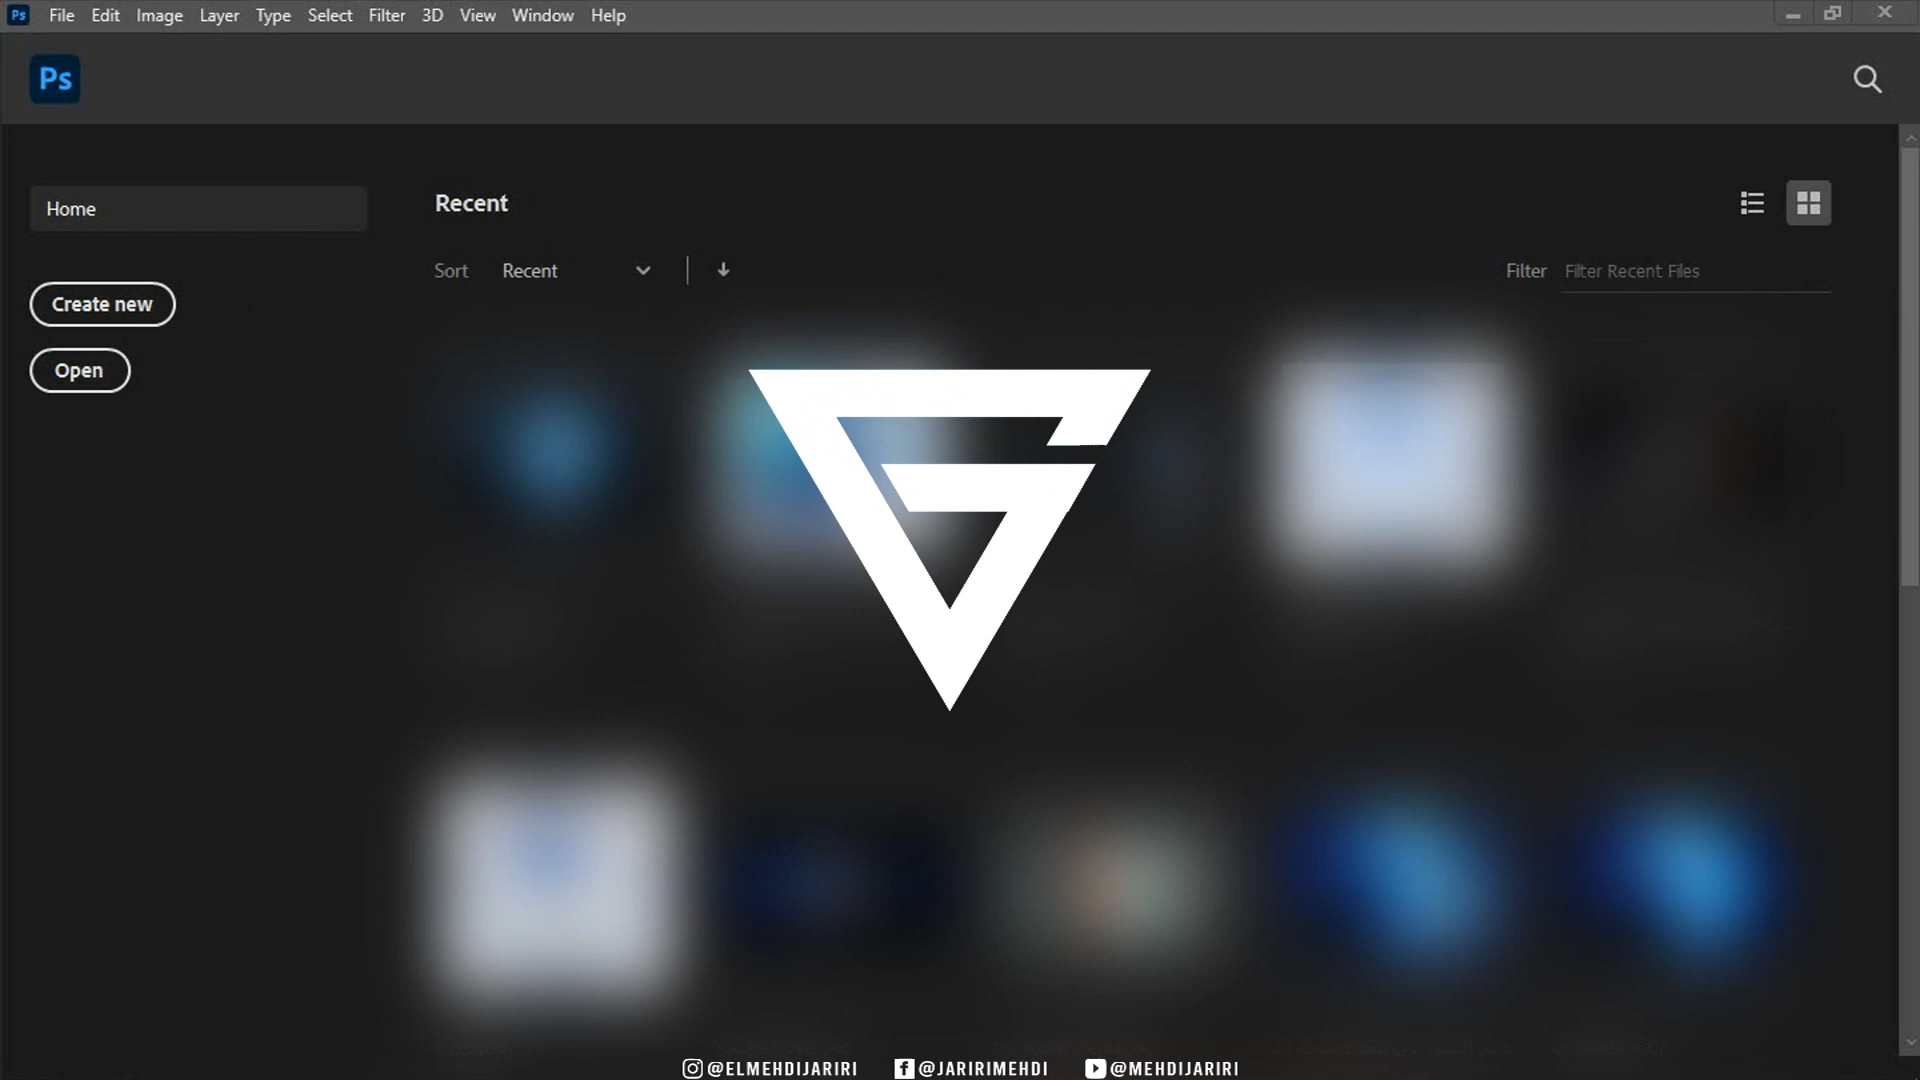 Ps File Edit Image Layer Type Select Filter 3D View Window Help
Ps
Home
Recent
Sort Recent Filter Filter Recent Files
Create new
Open
@ELMEHDIJARIRI @JARIRIMEHDI @MEHDIJARIRI